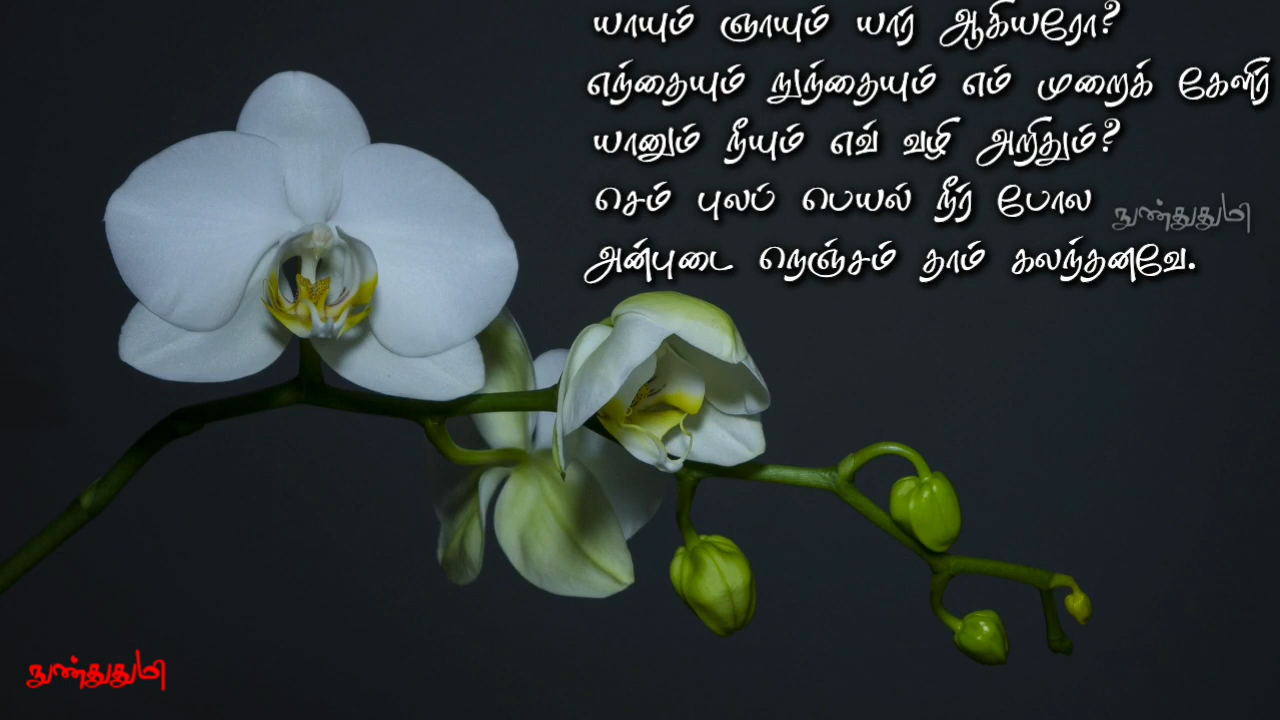 யாயும் ஞாயும் யார் ஆகியரோ?
எந்தையும் நுந்தையும் எம் முறைக் கேளிர்
யானும் நீயும் எவ் வழி அறிதும்?
செம் புலப் பெயல் நீர் போல
நுண்துதுமி
அன்புடை நெஞ்சம் தாம் கலந்தனவே.
நுண்துதுமி